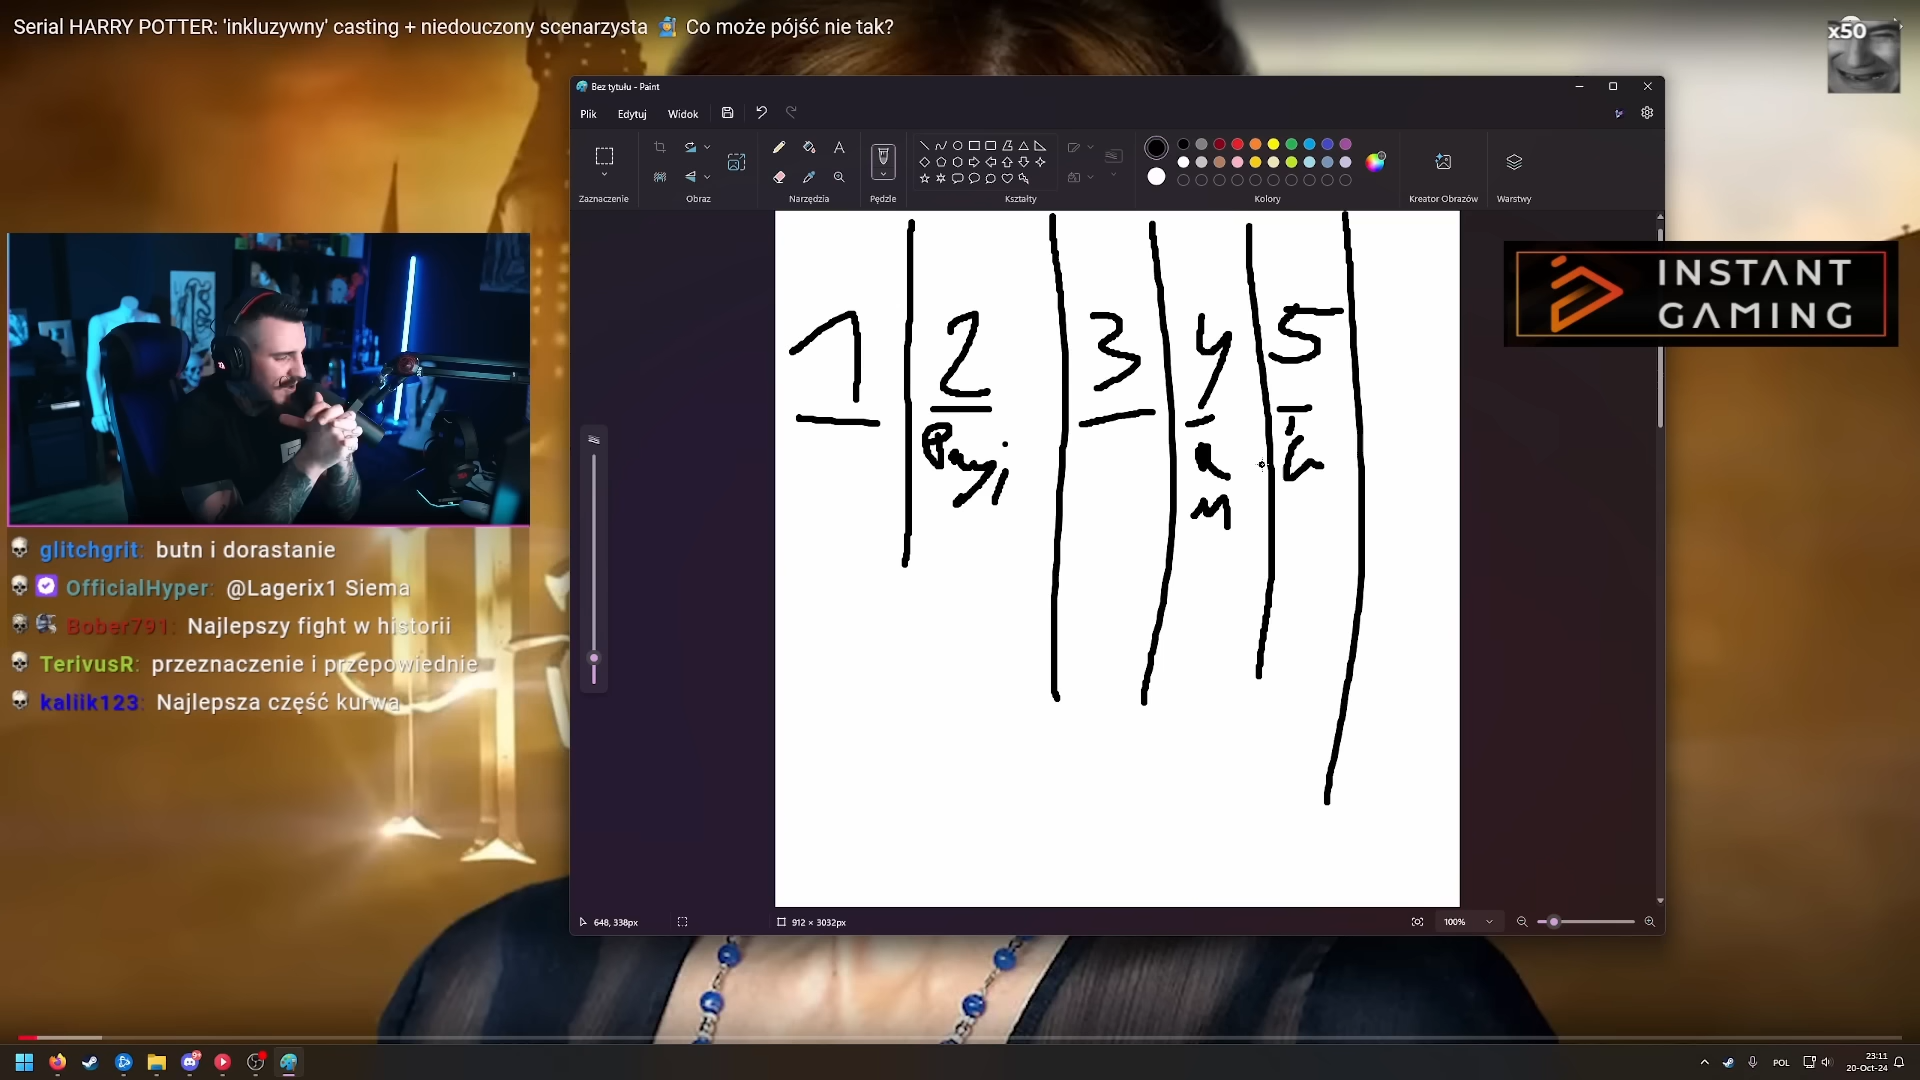 Serial HARRY POTTER: 'inkluzywny' casting + niedouczony scenarzysta 🧙‍♂️ Co może pójść nie tak?
x50
Bez tytułu - Paint
Plik Edytuj Widok
Zaznaczenie Obraz Narzędzia Pędzle Kształty Kolory Kreator Obrazów Warstwy
INSTANT
GAMING
1 2 3 4 5
glitchgrit: butn i dorastanie
OfficialHyper: @Lagerix1 Siema
Bober791: Najlepszy fight w historii
TerivusR: przeznaczenie i przepowiednie
kaliik123: Najlepsza część kurwa
648, 338px 912 × 3032px 100%
POL
23:11
20-Oct-24